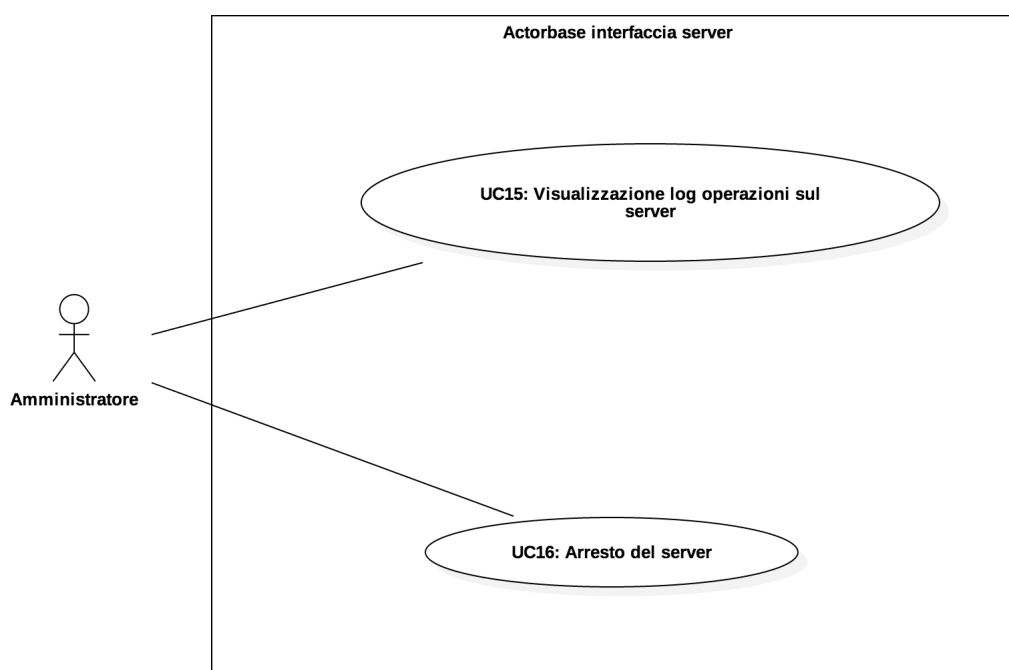 Actorbase interfaccia server
UC15: Visualizzazione log operazioni sul
server
Amministratore
UC16: Arresto del server